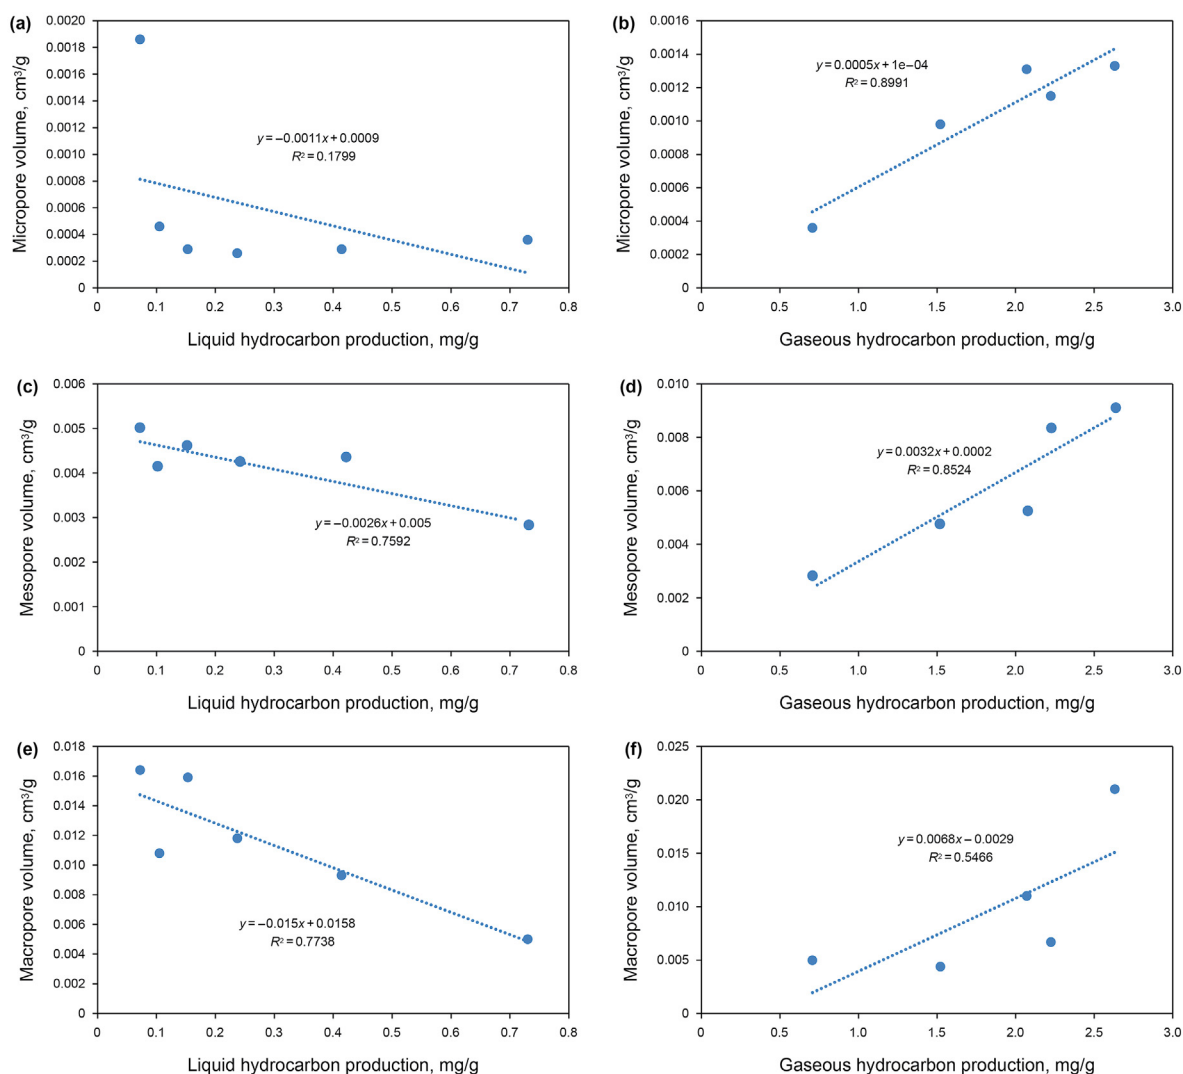 (a)
0.0020
0.0018
0.0016
0.0014
0.0012
0.0010
0.0008
0.0006
0.0004
0.0002
0
Micropore volume, cm³/g
y = −0.0011x + 0.0009
R² = 0.1799
0 0.1 0.2 0.3 0.4 0.5 0.6 0.7 0.8
Liquid hydrocarbon production, mg/g
(b)
0.0016
0.0014
0.0012
0.0010
0.0008
0.0006
0.0004
0.0002
0
Micropore volume, cm³/g
y = 0.0005x + 1e−04
R² = 0.8991
0 0.5 1.0 1.5 2.0 2.5 3.0
Gaseous hydrocarbon production, mg/g
(c)
0.006
0.005
0.004
0.003
0.002
0.001
0
Mesopore volume, cm³/g
y = −0.0026x + 0.005
R² = 0.7592
0 0.1 0.2 0.3 0.4 0.5 0.6 0.7 0.8
Liquid hydrocarbon production, mg/g
(d)
0.010
0.008
0.006
0.004
0.002
0
Mesopore volume, cm³/g
y = 0.0032x + 0.0002
R² = 0.8524
0 0.5 1.0 1.5 2.0 2.5 3.0
Gaseous hydrocarbon production, mg/g
(e)
0.018
0.016
0.014
0.012
0.010
0.008
0.006
0.004
0.002
0
Macropore volume, cm³/g
y = −0.015x + 0.0158
R² = 0.7738
0 0.1 0.2 0.3 0.4 0.5 0.6 0.7 0.8
Liquid hydrocarbon production, mg/g
(f)
0.025
0.020
0.015
0.010
0.005
0
Macropore volume, cm³/g
y = 0.0068x − 0.0029
R² = 0.5466
0 0.5 1.0 1.5 2.0 2.5 3.0
Gaseous hydrocarbon production, mg/g